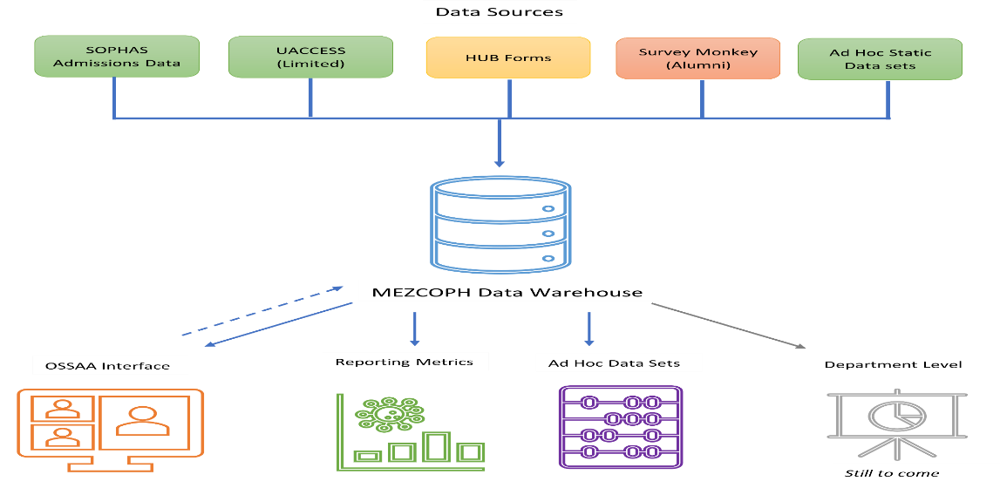 Data Sources
SOPHAS
Admissions Data
UACCESS
(Limited)
HUB Forms
Survey Monkey
(Alumni)
Ad Hoc Static
Data sets
MEZCOPH Data Warehouse
OSSAA Interface
Reporting Metrics
Ad Hoc Data Sets
Department Level
Still to come